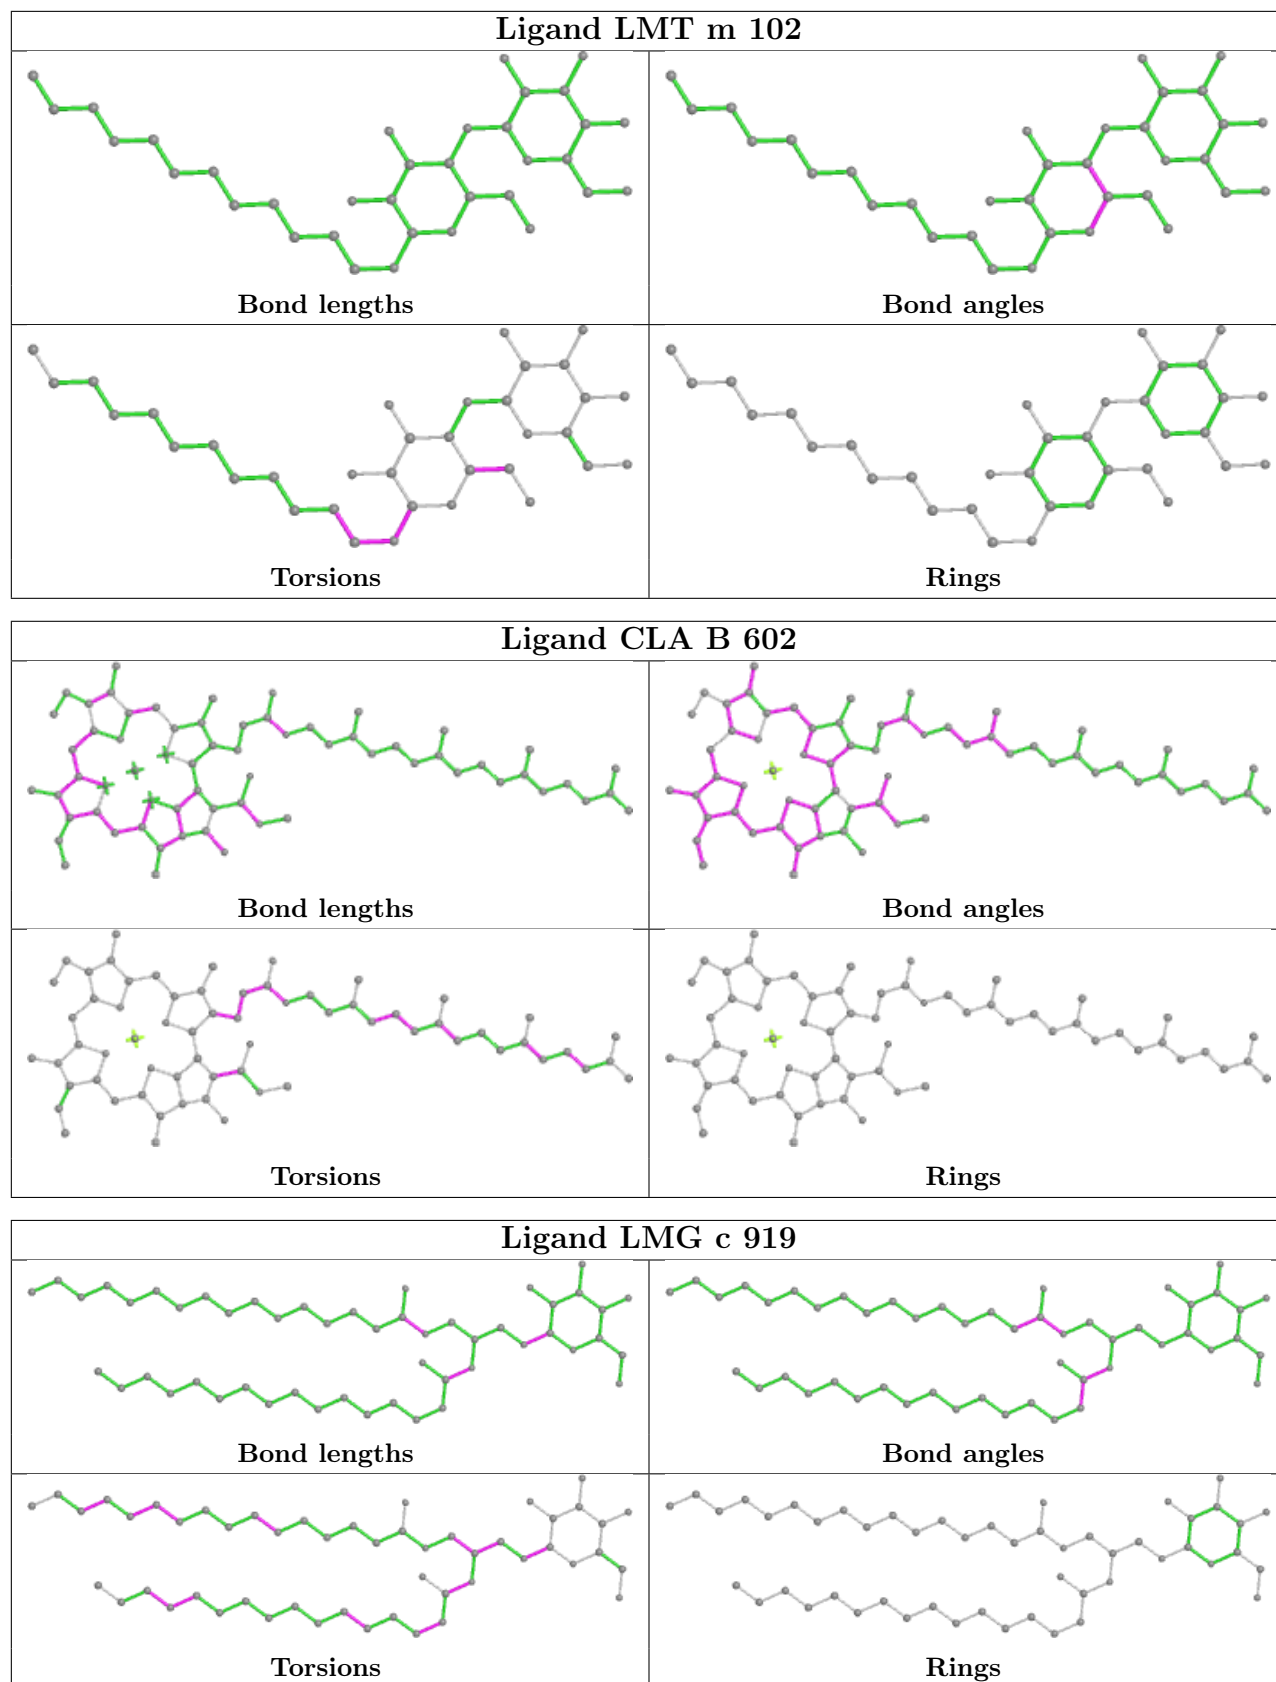 Ligand LMT m 102
Bond lengths
Bond angles
Torsions
Rings
Ligand CLA B 602
Bond lengths
Bond angles
Torsions
Rings
Ligand LMG c 919
Bond lengths
Bond angles
Torsions
Rings